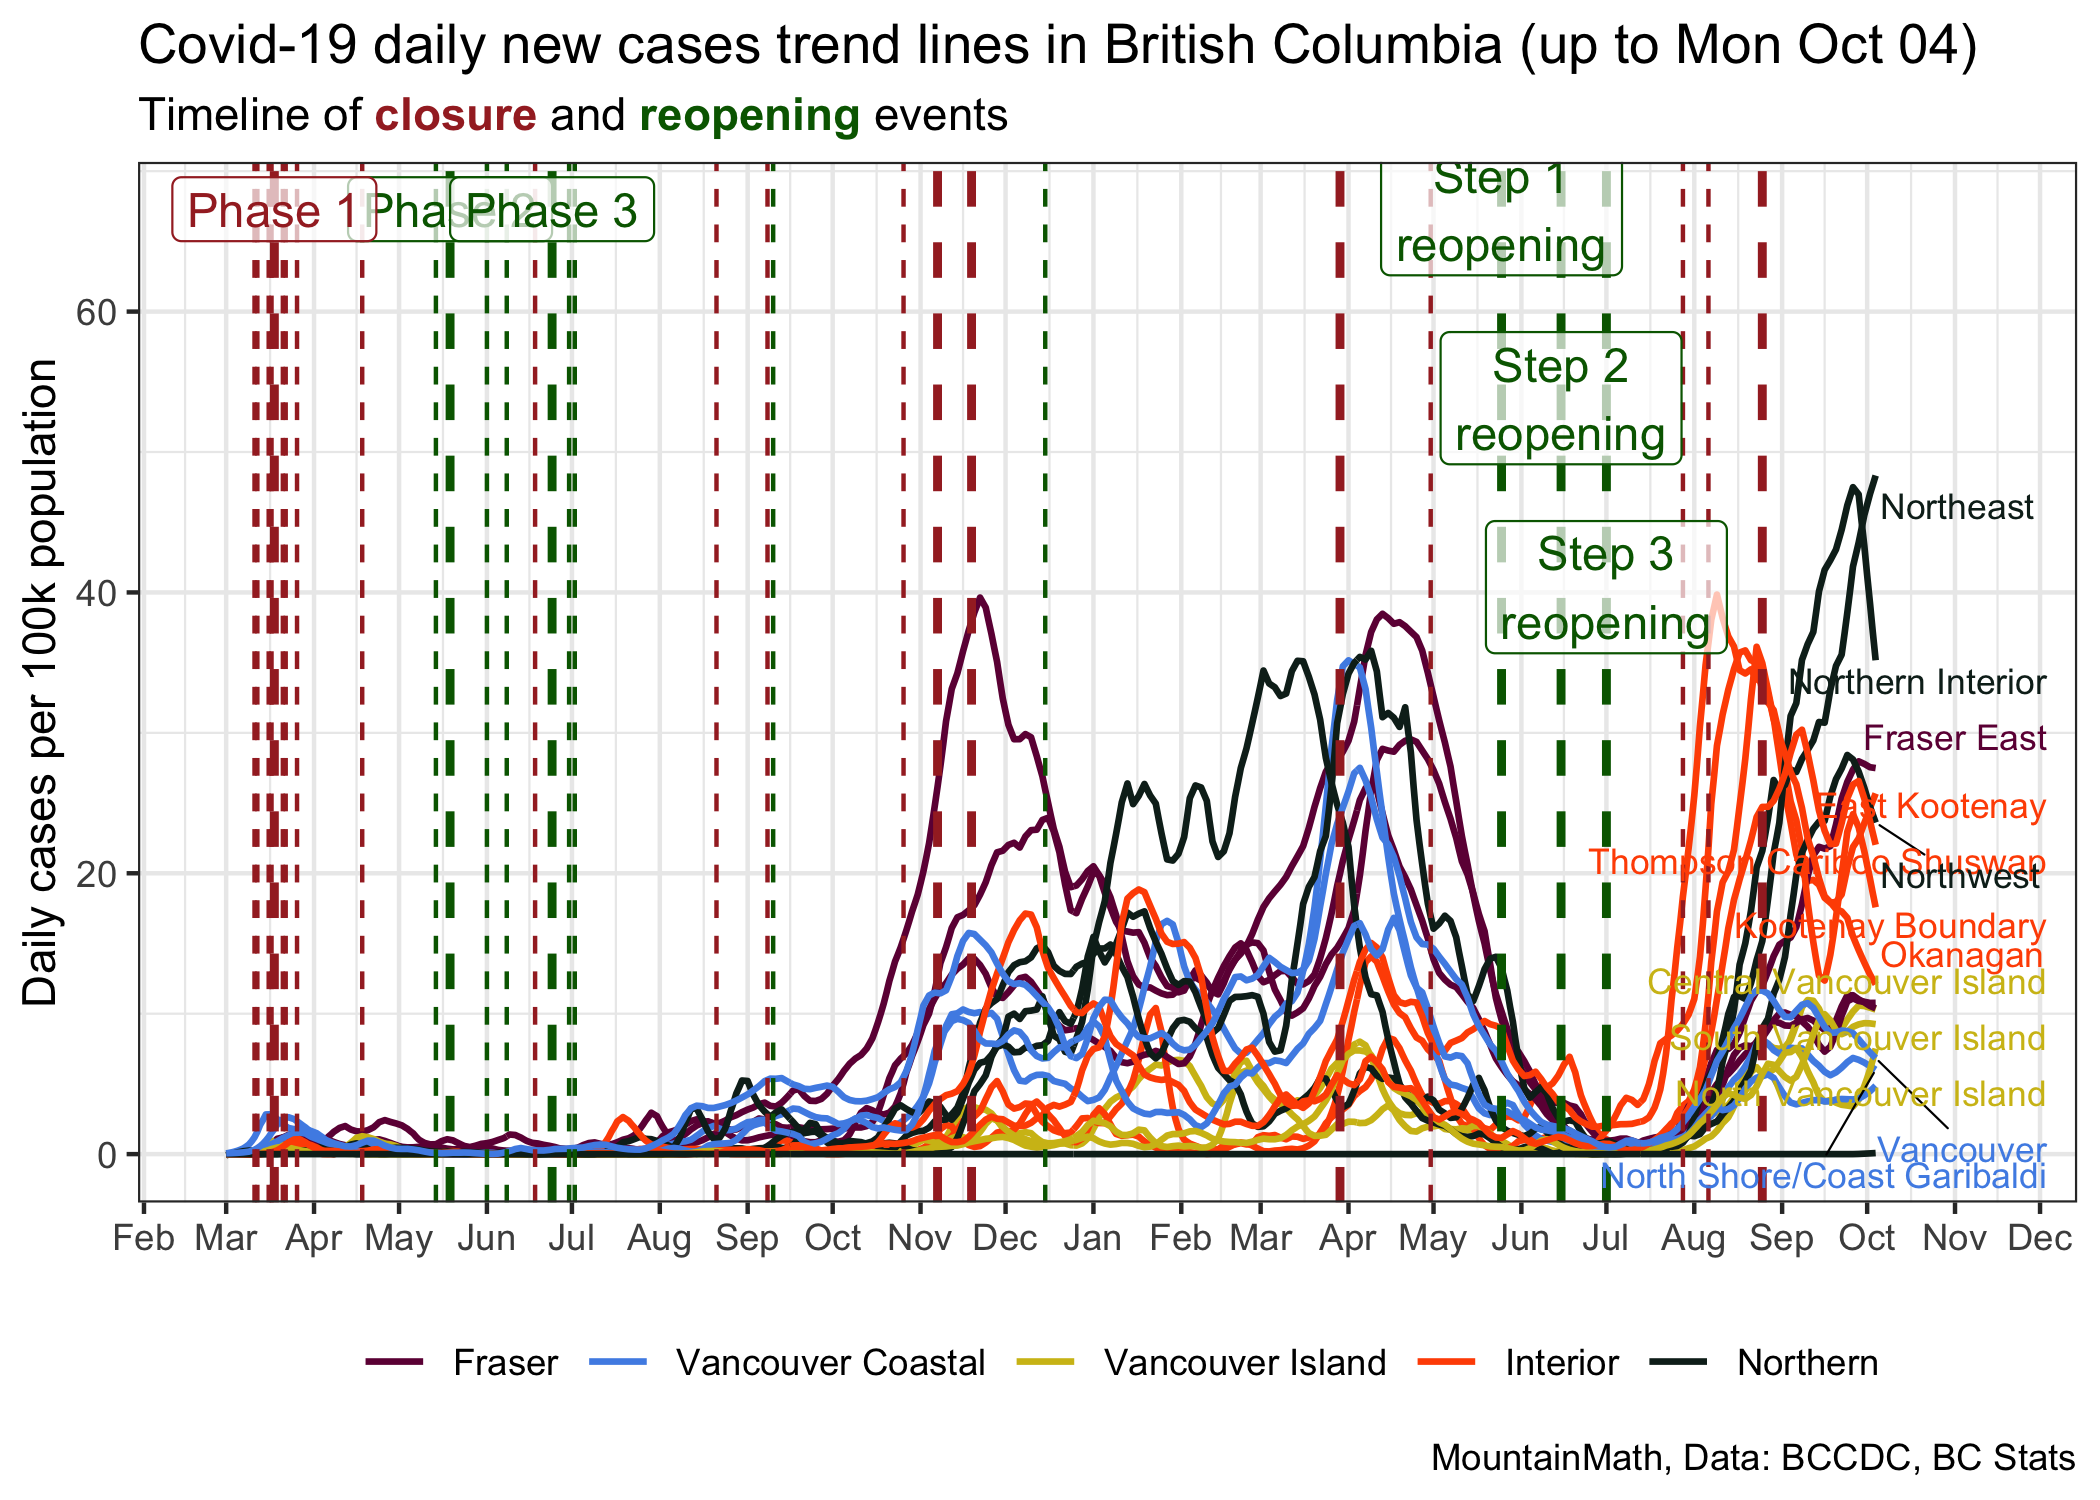 Covid-19 daily new cases trend lines in British Columbia (up to Mon Oct 04)
Timeline of closure and reopening events
Daily cases per 100k population
60
40
20
0
Phase 1
Phase 2
Phase 3
Step 1
reopening
Step 2
reopening
Step 3
reopening
Northeast
Northern Interior
Fraser East
East Kootenay
Thompson Cariboo Shuswap
Northwest
Kootenay Boundary
Okanagan
Central Vancouver Island
South Vancouver Island
North Vancouver Island
Vancouver
North Shore/Coast Garibaldi
Feb Mar Apr May Jun Jul Aug Sep Oct Nov Dec Jan Feb Mar Apr May Jun Jul Aug Sep Oct Nov Dec
Fraser Vancouver Coastal Vancouver Island Interior Northern
MountainMath, Data: BCCDC, BC Stats